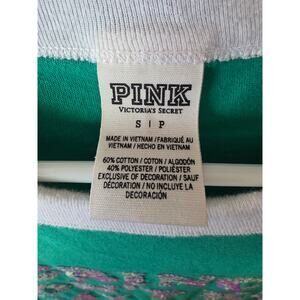 PINK
VICTORIA'S SECRET
S | P
MADE IN VIETNAM / FABRIQUÉ AU
VIETNAM / HECHO EN VIETNAM
60% COTTON / COTON / ALGODÓN
40% POLYESTER / POLIÉSTER
EXCLUSIVE OF DECORATION / SAUF
DÉCORATION / NO INCLUYE LA
DECORACIÓN